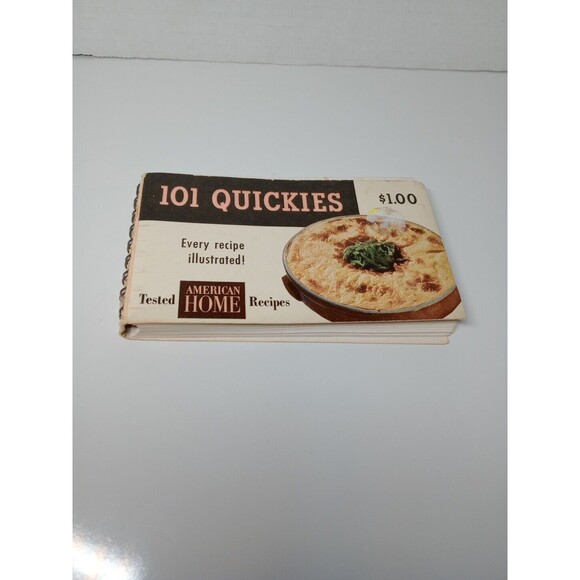 101 QUICKIES
$1.00
Every recipe
illustrated!
Tested AMERICAN HOME Recipes